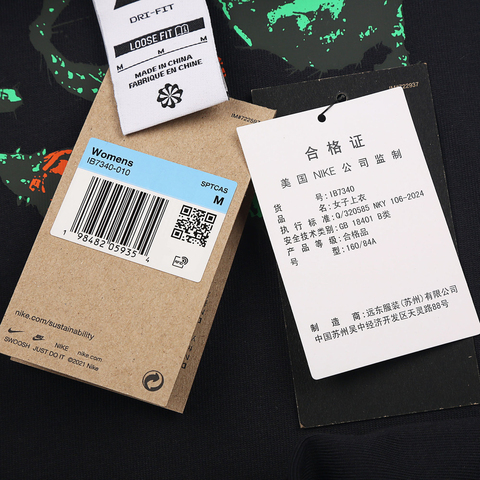 DRI-FIT
LOOSE FIT
M M M
MADE IN CHINA
FABRIQUE EN CHINE
Womens
IB7340-010
SPTCAS
M
1 98482 05935 4
nike.com/sustainability
NIKE nike.com
SWOOSH JUST DO IT ©2021 Nike
合格证
美国 NIKE 公司监制
货 号: IB7340
品 名: 女子上衣
执行标准: Q/320585 NKY 106-2024
安全技术类别: GB 18401 B类
产品等级: 合格品
号 型: 160/84A
制造商: 远东服装(苏州)有限公司
中国苏州吴中经济开发区天灵路88号